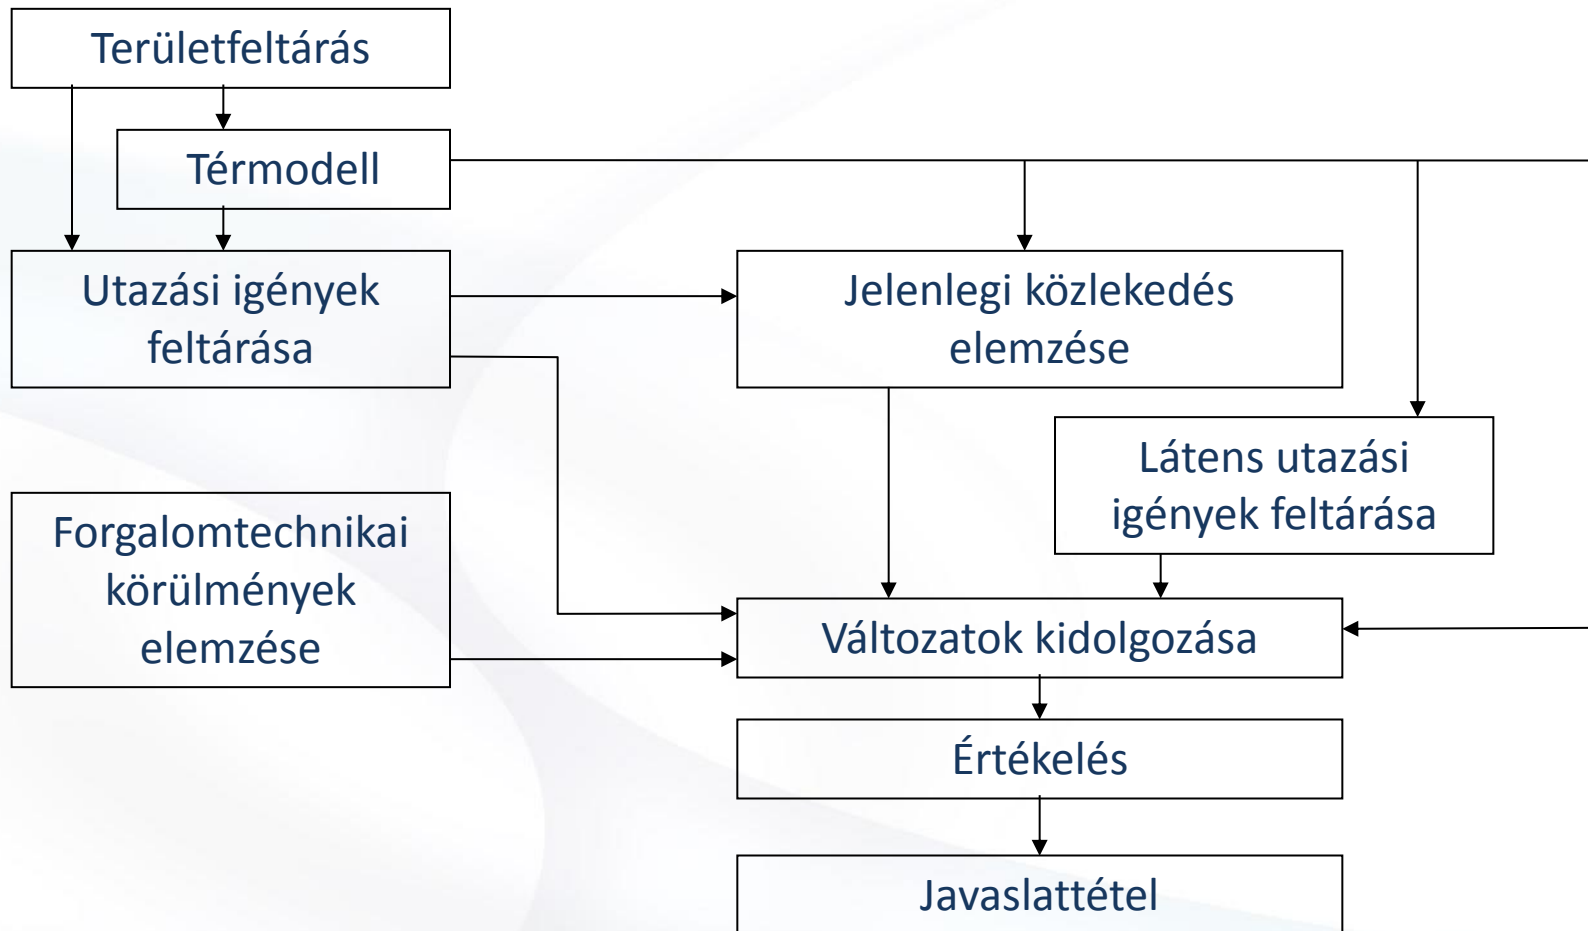 Területfeltárás
Térmodell
Utazási igények
feltárása
Jelenlegi közlekedés
elemzése
Látens utazási
igények feltárása
Forgalomtechnikai
körülmények
elemzése
Változatok kidolgozása
Értékelés
Javaslattétel